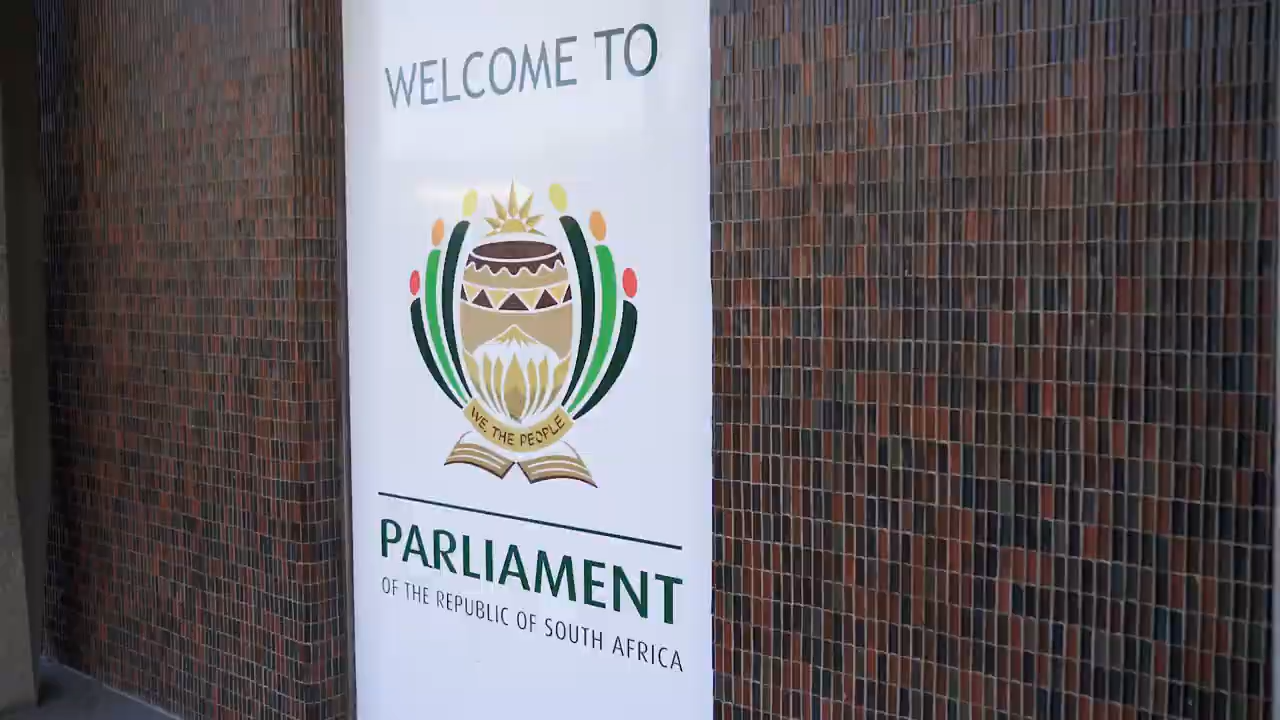 WELCOME TO
WE, THE PEOPLE
PARLIAMENT
OF THE REPUBLIC OF SOUTH AFRICA